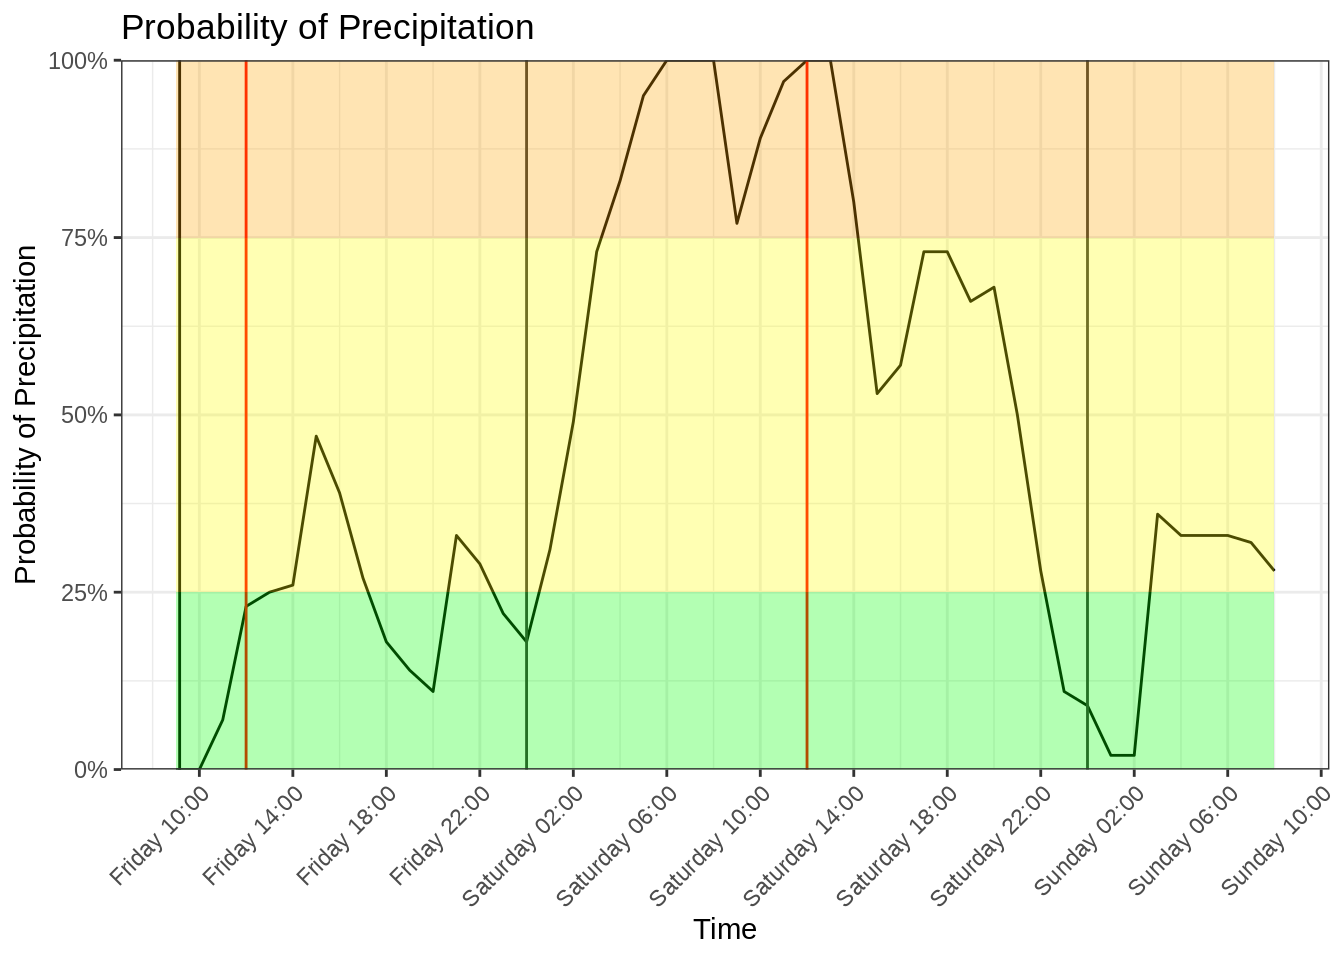 Probability of Precipitation
Probability of Precipitation
100%
75%
50%
25%
0%
Friday 10:00
Friday 14:00
Friday 18:00
Friday 22:00
Saturday 02:00
Saturday 06:00
Saturday 10:00
Saturday 14:00
Saturday 18:00
Saturday 22:00
Sunday 02:00
Sunday 06:00
Sunday 10:00
Time